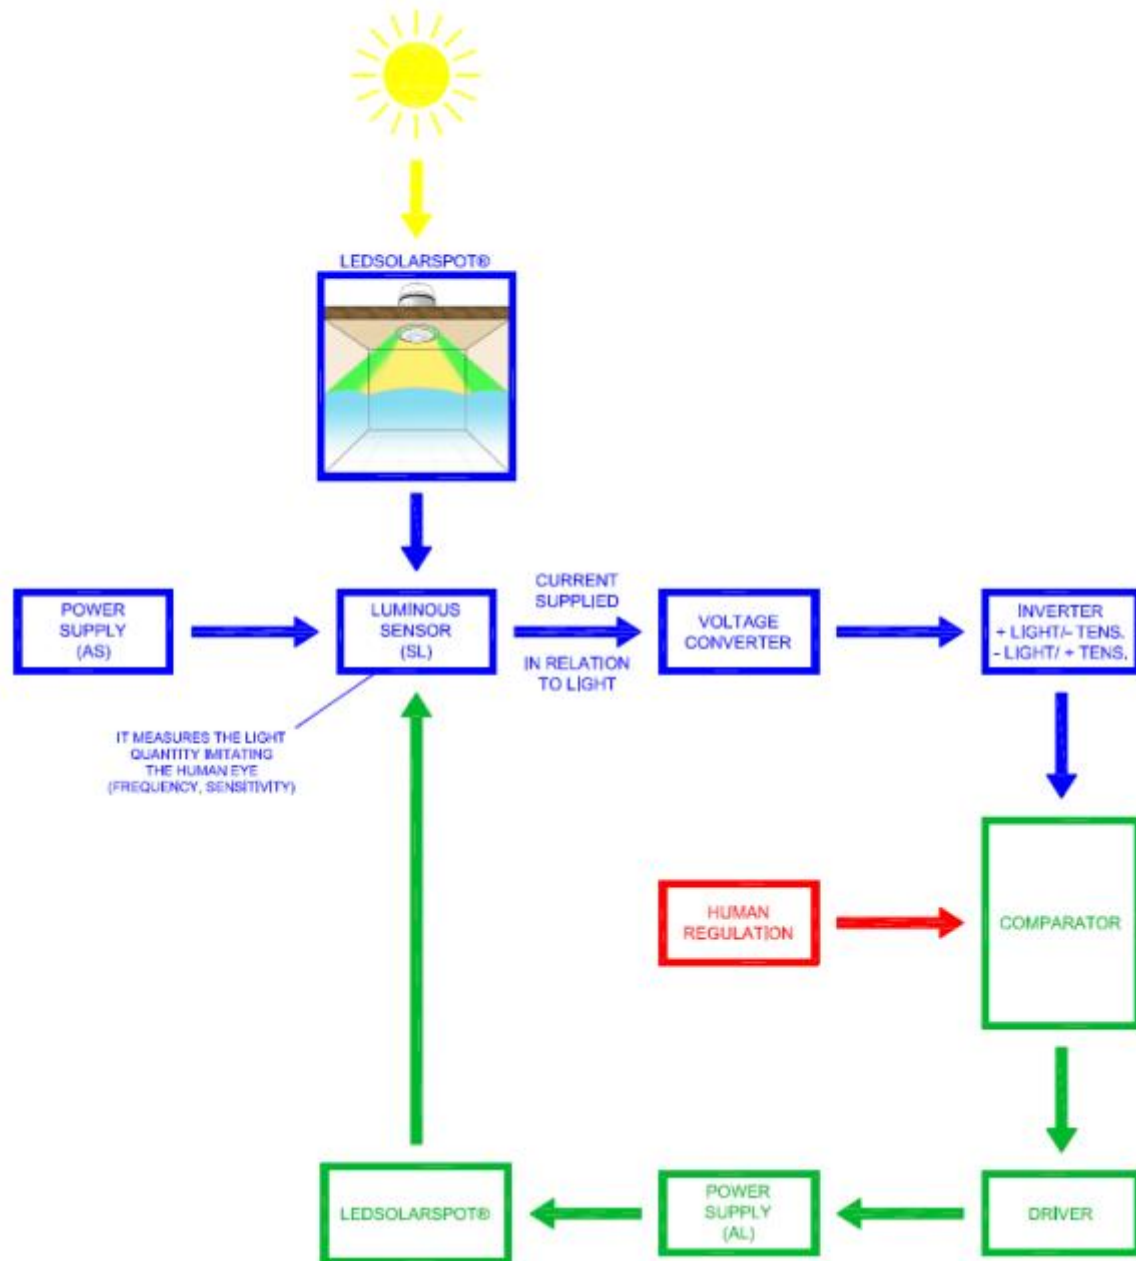 LEDSOLARSPOT®
POWER
SUPPLY
(AS)
LUMINOUS
SENSOR
(SL)
CURRENT
SUPPLIED
IN RELATION
TO LIGHT
VOLTAGE
CONVERTER
INVERTER
+ LIGHT/– TENS.
- LIGHT/ + TENS.
IT MEASURES THE LIGHT
QUANTITY IMITATING
THE HUMAN EYE
(FREQUENCY, SENSITIVITY)
HUMAN
REGULATION
COMPARATOR
LEDSOLARSPOT®
POWER
SUPPLY
(AL)
DRIVER